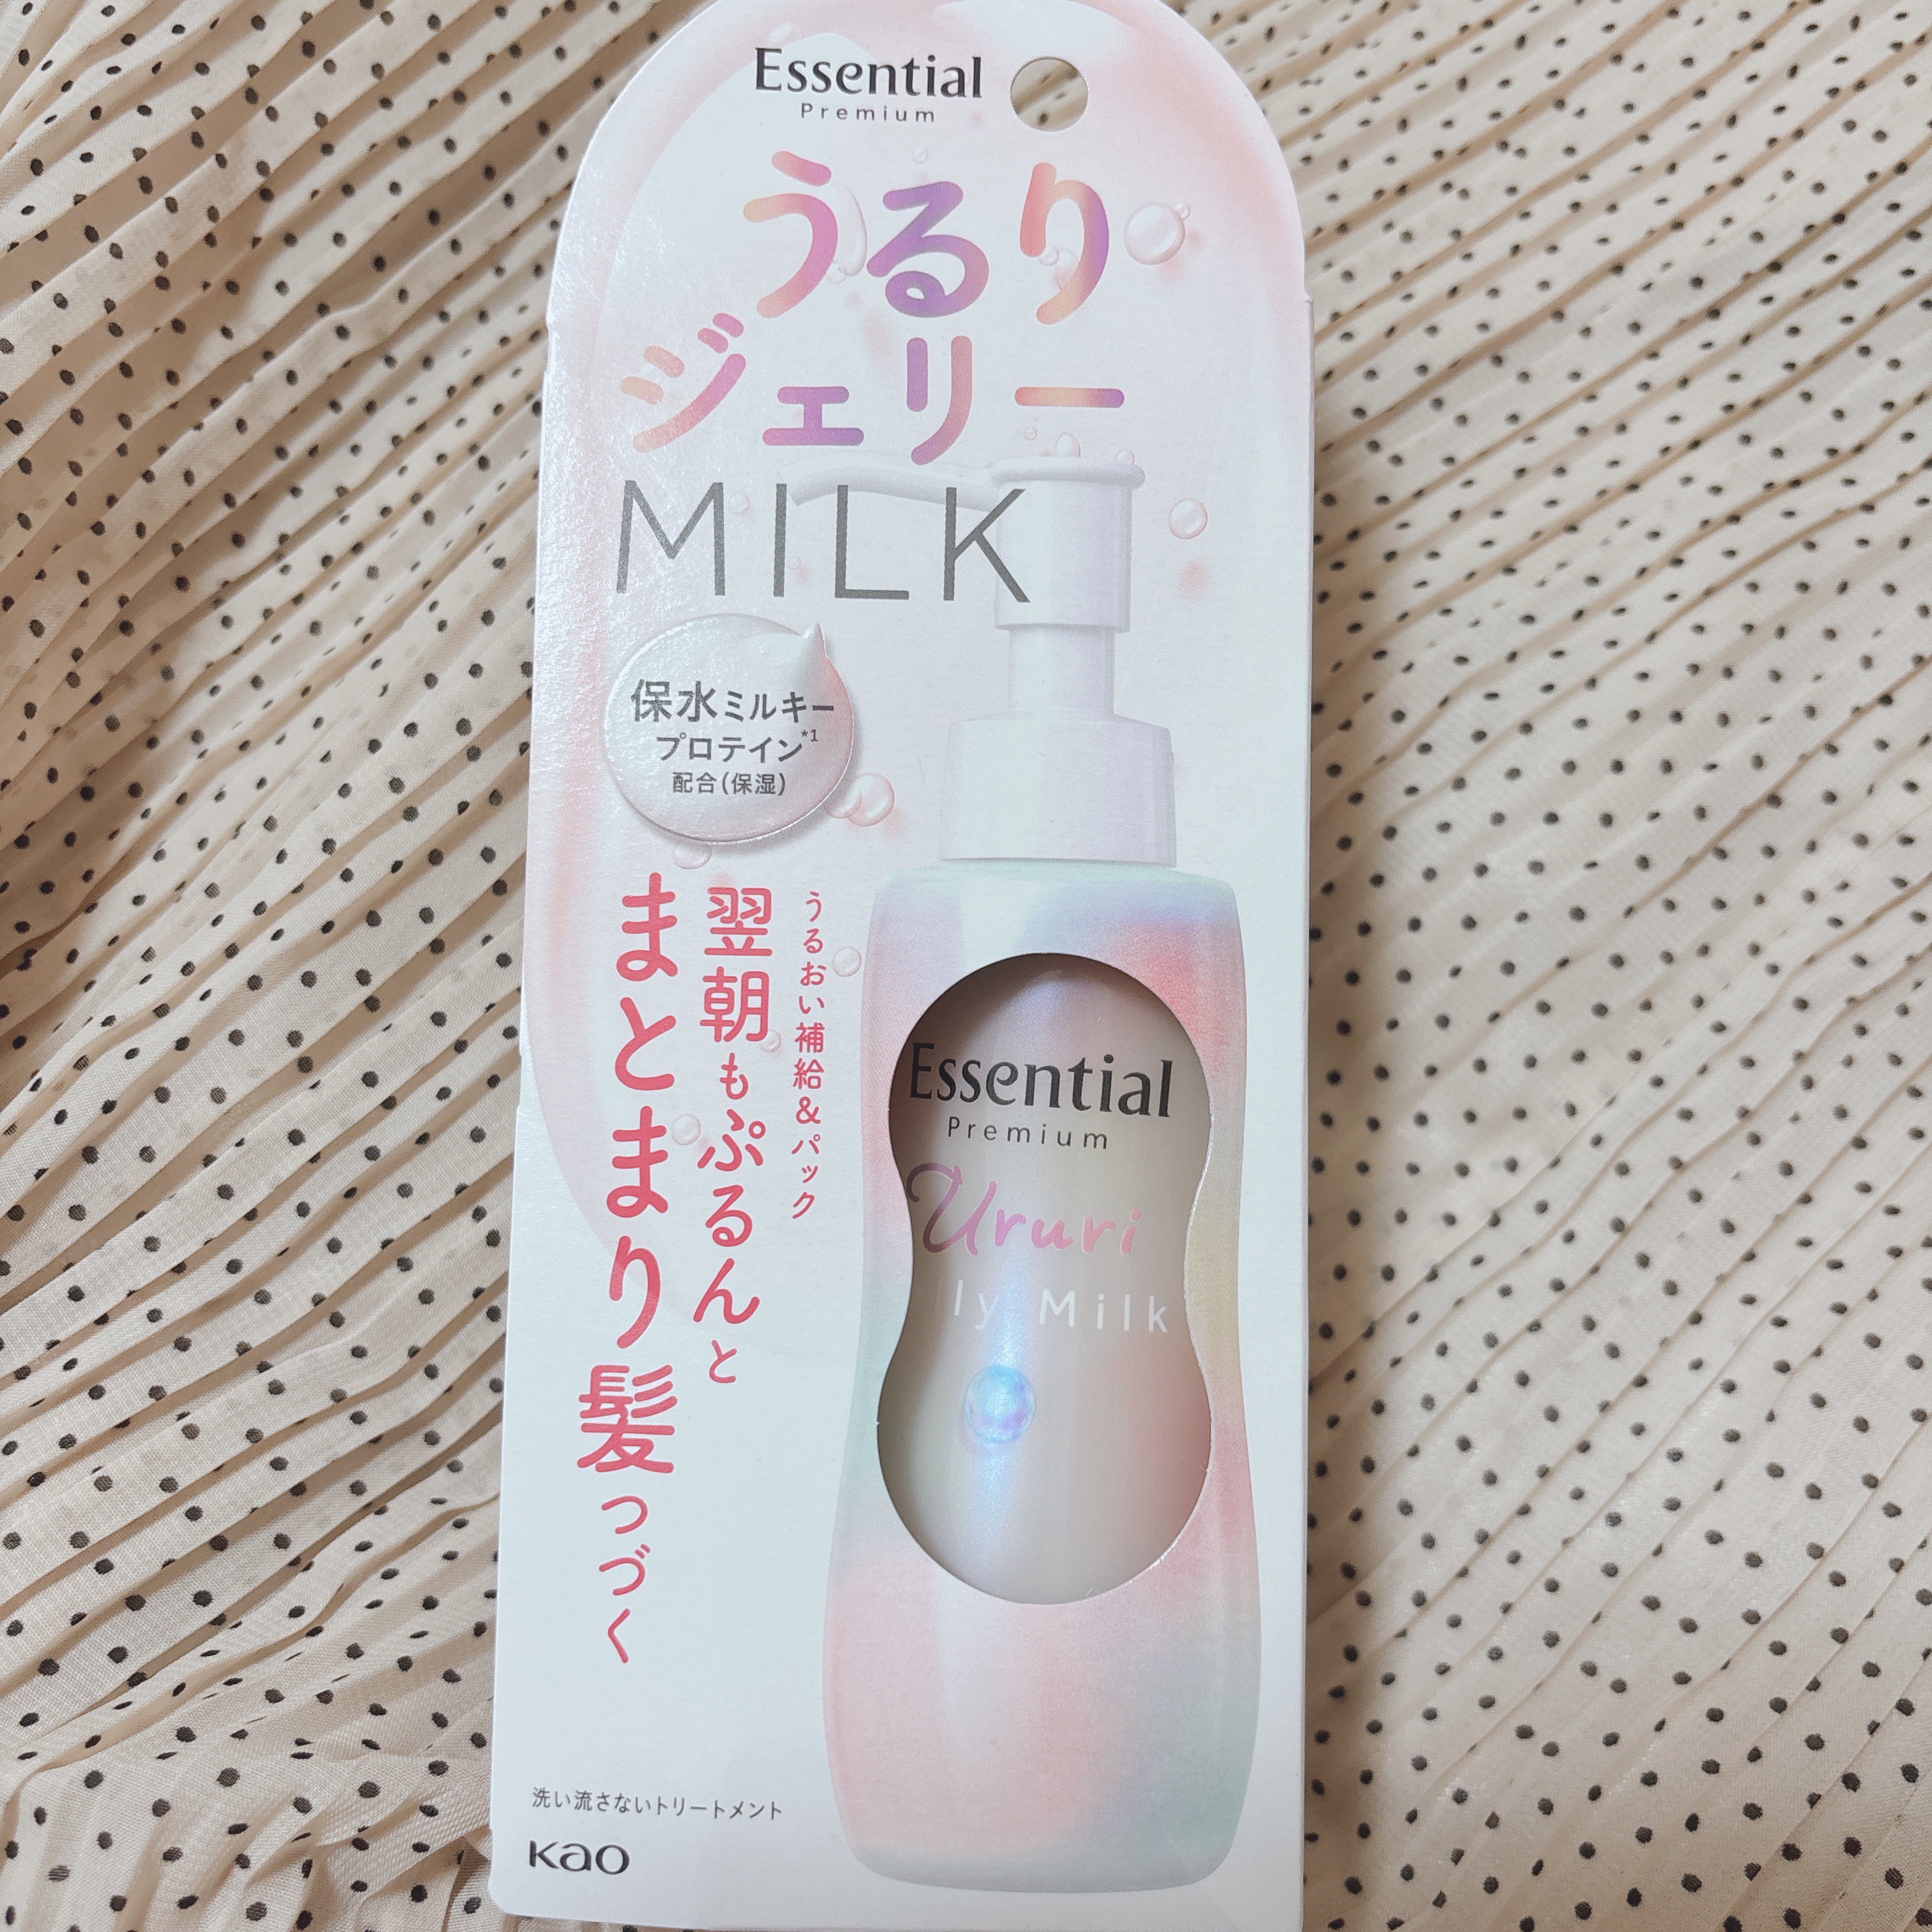 Essential
Premium
うるり
ジェリー
MILK
保水ミルキー
プロテイン*1
配合(保湿)
うるおい補給&パック
翌朝もぷるんと
まとまり髪つづく
Essential
Premium
Ururi
ly Milk
洗い流さないトリートメント
Kao